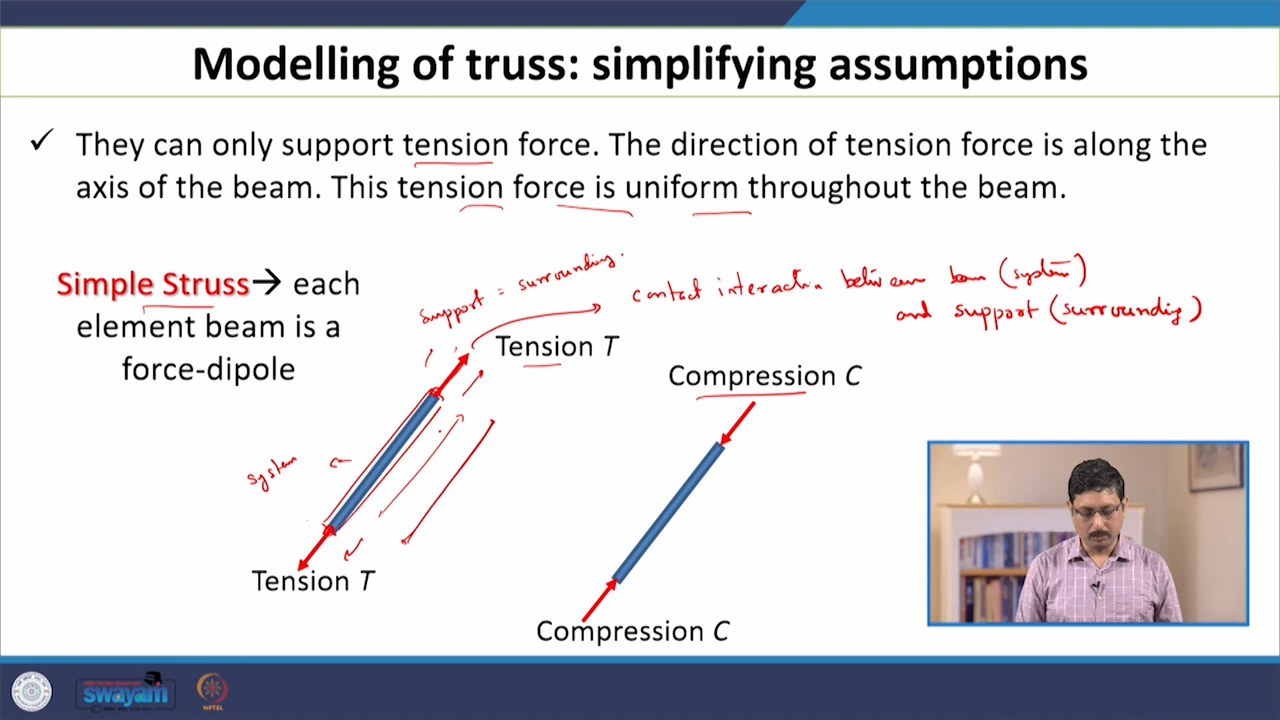 Modelling of truss: simplifying assumptions
✓ They can only support tension force. The direction of tension force is along the
axis of the beam. This tension force is uniform throughout the beam.
Simple Struss→ each
element beam is a
force-dipole
support = surrounding.
contact interaction between beam (system)
and support (surrounding)
Tension T
system
Tension T
Compression C
Compression C
swayam
NPTEL